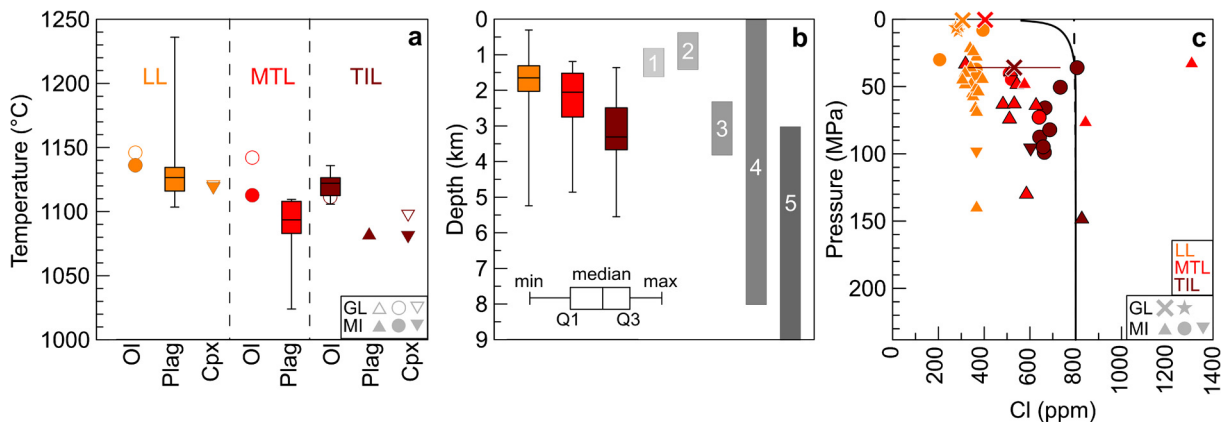 a
LL MTL TIL
Temperature (°C)
1250
1200
1150
1100
1050
1000
GL
MI
Ol Plag Cpx Ol Plag Ol Plag Cpx
b
Depth (km)
0
1
2
3
4
5
6
7
8
9
1 2 3 4 5
min median max
Q1 Q3
c
Pressure (MPa)
0
50
100
150
200
LL
MTL
TIL
GL
MI
0 200 400 600 800 1000 1200 1400
Cl (ppm)